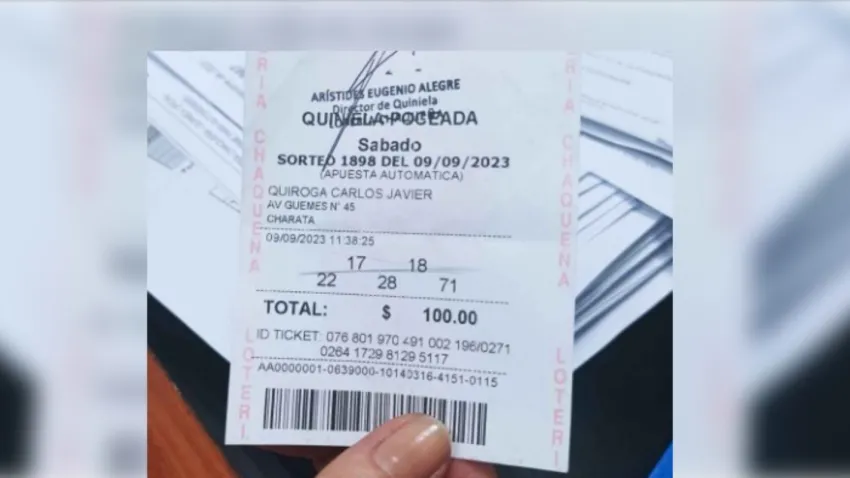 ARÍSTIDES EUGENIO ALEGRE
Director de Quiniela
QUINIELA POCEADA
Sabado
SORTEO 1898 DEL 09/09/2023
(APUESTA AUTOMATICA)
QUIROGA CARLOS JAVIER
AV GUEMES N° 45
CHARATA
09/09/2023 11:38:25
17 18
22 28 71
TOTAL: $ 100.00
ID TICKET: 076 801 970 491 002 196/0271
0264 1729 8129 5117
AA0000001-0639000-10140316-4151-0115
CHAQUEÑA
CHAQUEÑA
LOTERI
LOTERI